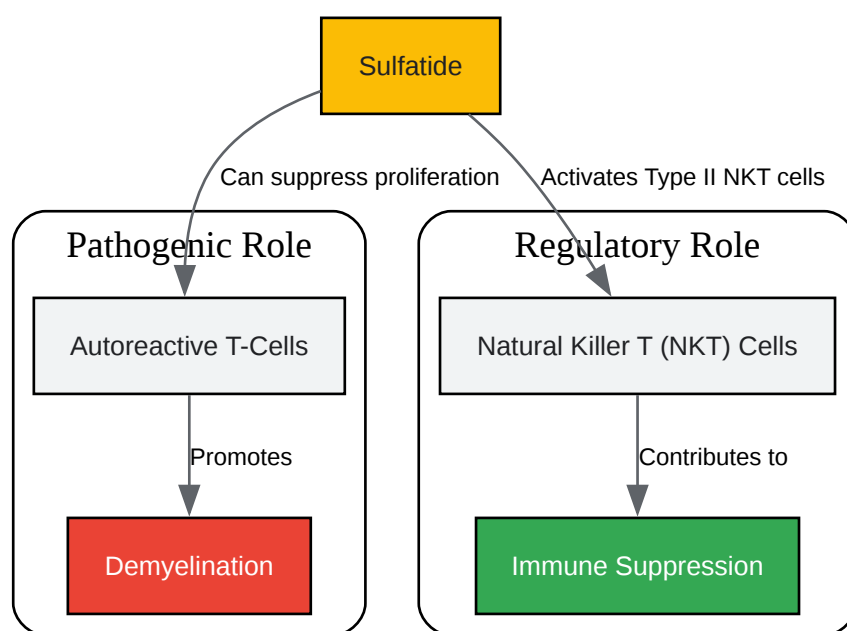 Sulfatide
Can suppress proliferation
Activates Type II NKT cells
Pathogenic Role
Regulatory Role
Autoreactive T-Cells
Natural Killer T (NKT) Cells
Promotes
Contributes to
Demyelination
Immune Suppression